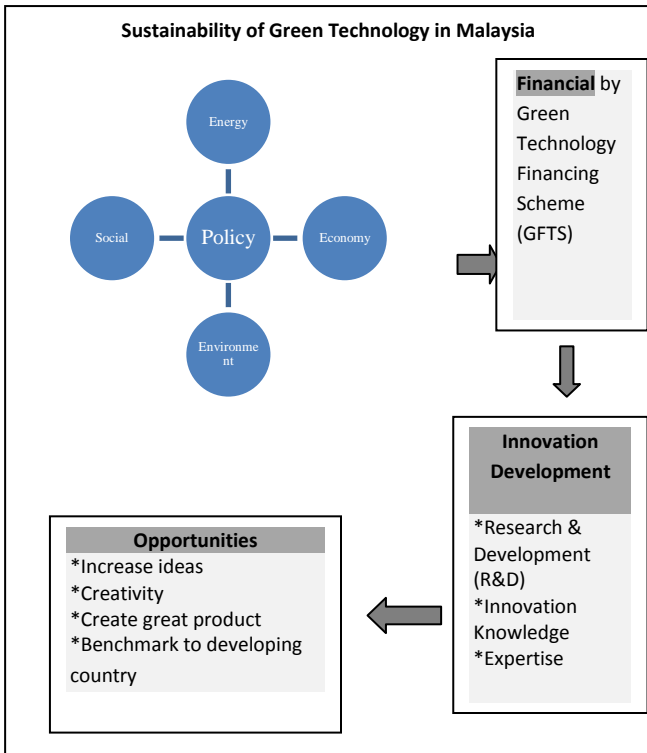 Sustainability of Green Technology in Malaysia
Energy
Social
Policy
Economy
Environme
nt
Financial by
Green
Technology
Financing
Scheme
(GFTS)
Innovation
Development
*Research &
Development
(R&D)
*Innovation
Knowledge
*Expertise
Opportunities
*Increase ideas
*Creativity
*Create great product
*Benchmark to developing
country